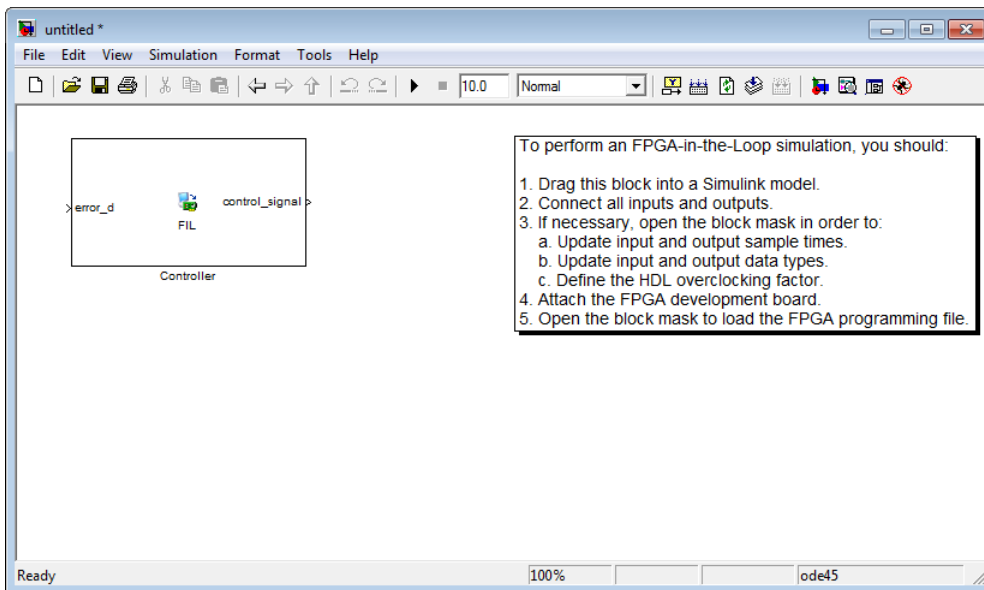 untitled *
File Edit View Simulation Format Tools Help
10.0 Normal
error_d
control_signal
FIL
Controller
To perform an FPGA-in-the-Loop simulation, you should:
1. Drag this block into a Simulink model.
2. Connect all inputs and outputs.
3. If necessary, open the block mask in order to:
a. Update input and output sample times.
b. Update input and output data types.
c. Define the HDL overclocking factor.
4. Attach the FPGA development board.
5. Open the block mask to load the FPGA programming file.
Ready 100% ode45